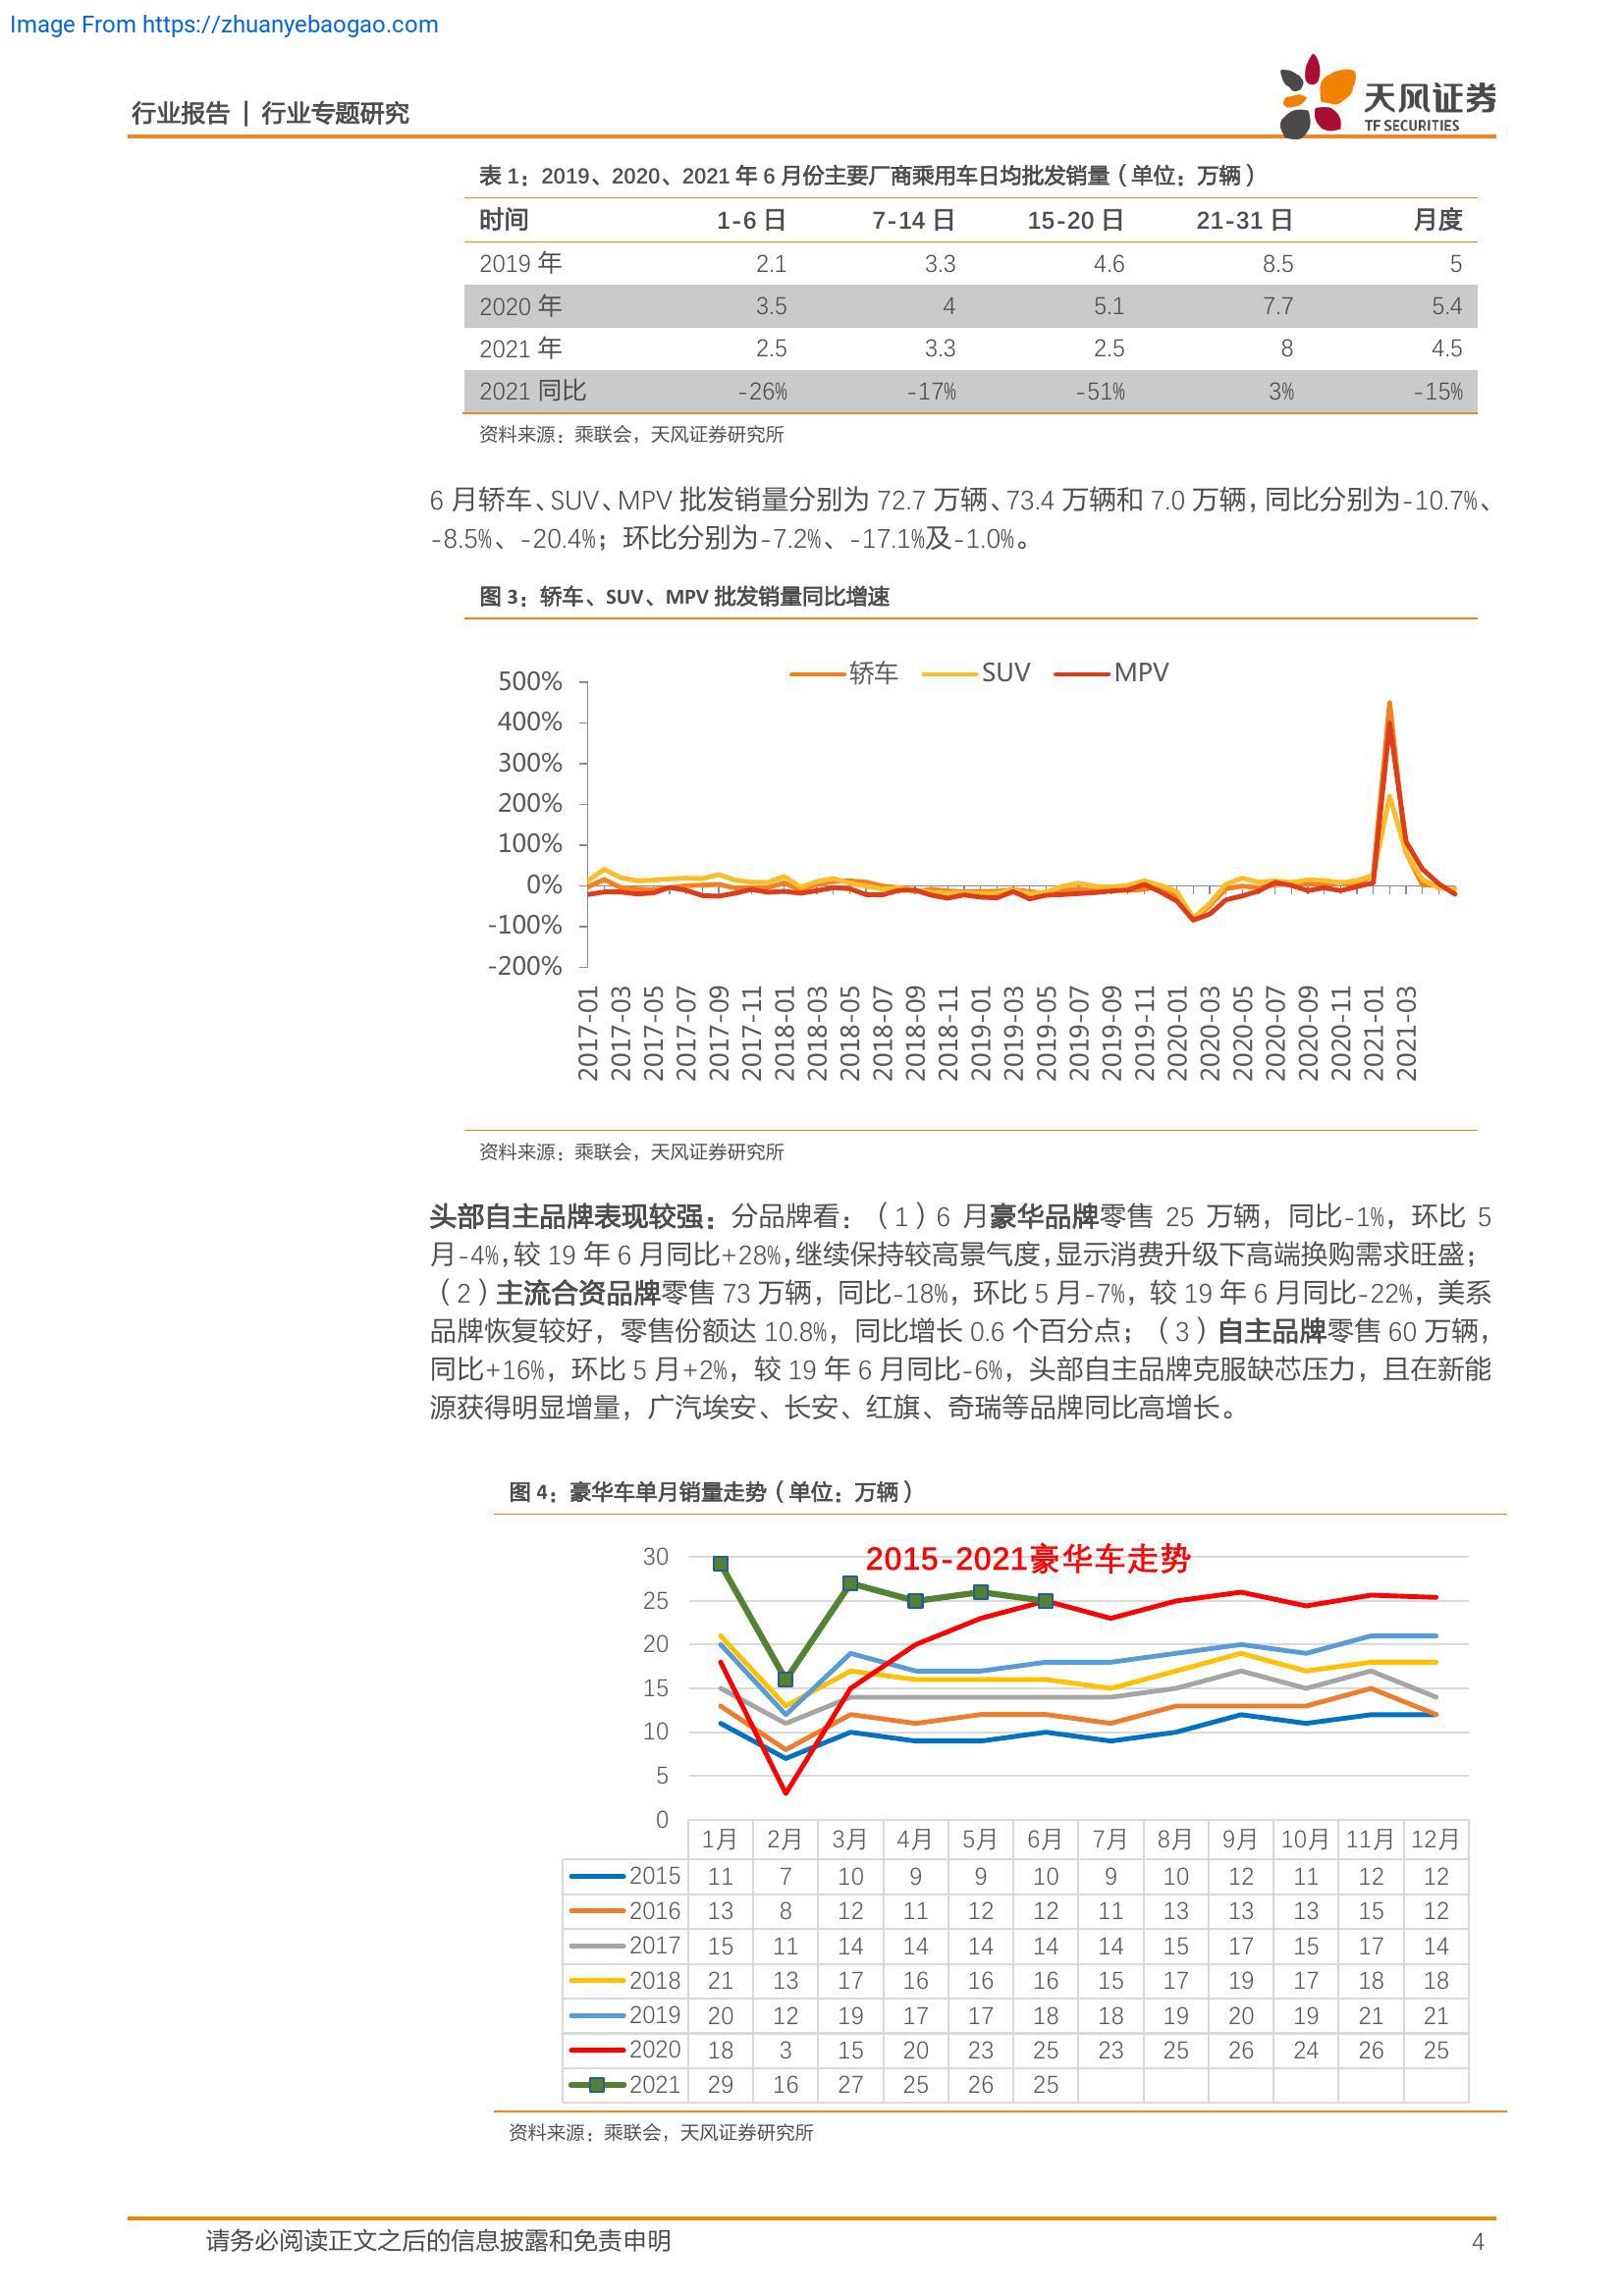 Image From https://zhuanyebaogao.com
行业报告 | 行业专题研究
天风证券
TF SECURITIES
表 1：2019、2020、2021 年 6 月份主要厂商乘用车日均批发销量（单位：万辆）
时间 1-6 日 7-14 日 15-20 日 21-31 日 月度
2019 年 2.1 3.3 4.6 8.5 5
2020 年 3.5 4 5.1 7.7 5.4
2021 年 2.5 3.3 2.5 8 4.5
2021 同比 -26% -17% -51% 3% -15%
资料来源：乘联会，天风证券研究所
6 月轿车、SUV、MPV 批发销量分别为 72.7 万辆、73.4 万辆和 7.0 万辆，同比分别为-10.7%、
-8.5%、-20.4%；环比分别为-7.2%、-17.1%及-1.0%。
图 3：轿车、SUV、MPV 批发销量同比增速
轿车 SUV MPV
500%
400%
300%
200%
100%
0%
-100%
-200%
2017-01 2017-03 2017-05 2017-07 2017-09 2017-11 2018-01 2018-03 2018-05 2018-07 2018-09 2018-11 2019-01 2019-03 2019-05 2019-07 2019-09 2019-11 2020-01 2020-03 2020-05 2020-07 2020-09 2020-11 2021-01 2021-03
资料来源：乘联会，天风证券研究所
头部自主品牌表现较强：分品牌看：（1）6 月豪华品牌零售 25 万辆，同比-1%，环比 5
月-4%，较 19 年 6 月同比+28%，继续保持较高景气度，显示消费升级下高端换购需求旺盛；
（2）主流合资品牌零售 73 万辆，同比-18%，环比 5 月-7%，较 19 年 6 月同比-22%，美系
品牌恢复较好，零售份额达 10.8%，同比增长 0.6 个百分点；（3）自主品牌零售 60 万辆，
同比+16%，环比 5 月+2%，较 19 年 6 月同比-6%，头部自主品牌克服缺芯压力，且在新能
源获得明显增量，广汽埃安、长安、红旗、奇瑞等品牌同比高增长。
图 4：豪华车单月销量走势（单位：万辆）
2015-2021豪华车走势
30
25
20
15
10
5
0
1月 2月 3月 4月 5月 6月 7月 8月 9月 10月 11月 12月
2015 11 7 10 9 9 10 9 10 12 11 12 12
2016 13 8 12 11 12 12 11 13 13 13 15 12
2017 15 11 14 14 14 14 14 15 17 15 17 14
2018 21 13 17 16 16 16 15 17 19 17 18 18
2019 20 12 19 17 17 18 18 19 20 19 21 21
2020 18 3 15 20 23 25 23 25 26 24 26 25
2021 29 16 27 25 26 25
资料来源：乘联会，天风证券研究所
请务必阅读正文之后的信息披露和免责申明 4